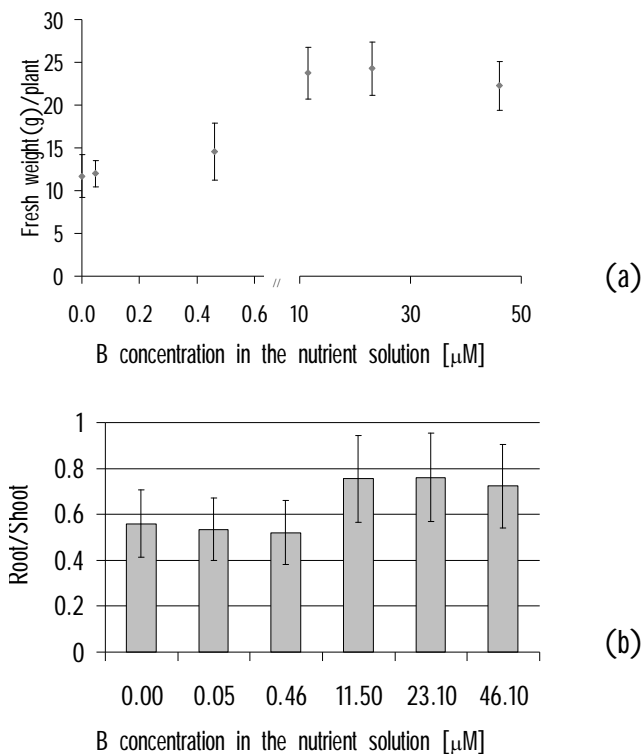 30
25
20
15
10
5
0
Fresh weight(g)/plant
0.0 0.2 0.4 0.6 // 10 30 50
B concentration in the nutrient solution [μM]
(a)
1
0.8
0.6
0.4
0.2
0
Root/Shoot
0.00 0.05 0.46 11.50 23.10 46.10
B concentration in the nutrient solution [μM]
(b)